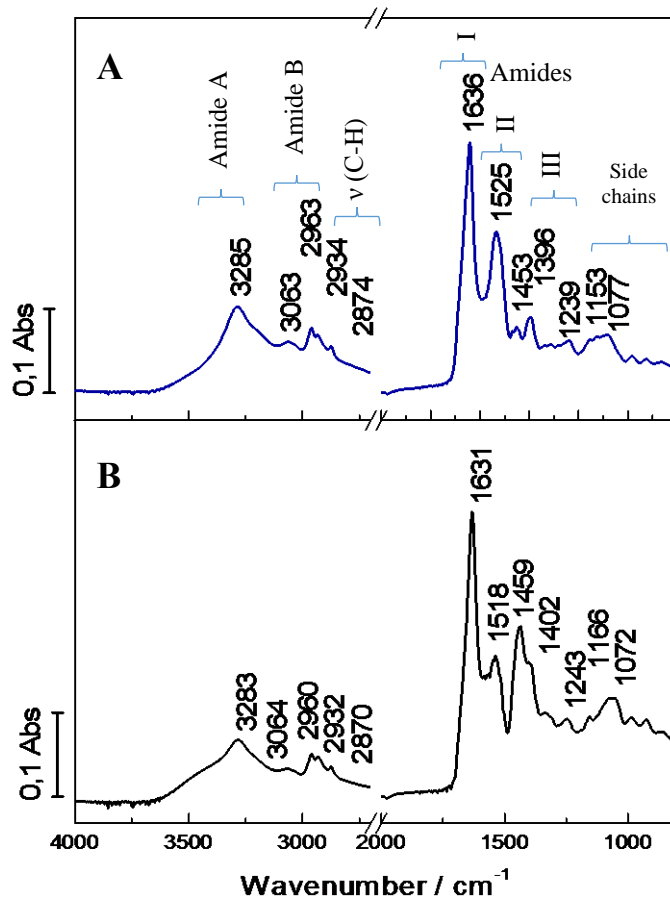 A
Amide A
Amide B
ν (C-H)
I
Amides
II
III
Side
chains
3285
3063
2963
2934
2874
1636
1525
1453
1396
1239
1153
1077
0,1 Abs
B
3283
3064
2960
2932
2870
1631
1518
1459
1402
1243
1166
1072
0,1 Abs
4000
3500
3000
2000
1500
1000
Wavenumber / cm⁻¹